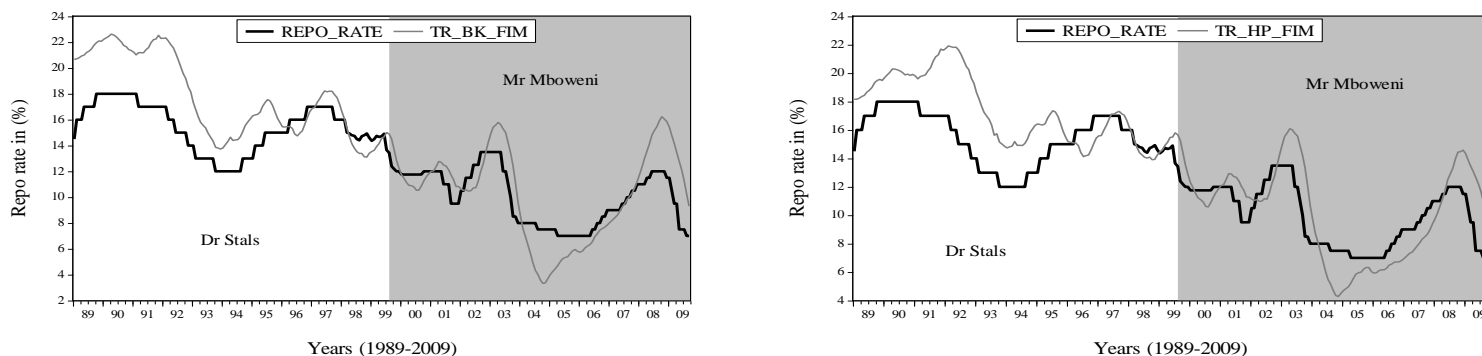 REPO_RATE TR_BK_FIM
Mr Mboweni
Dr Stals
Repo rate in (%)
24
22
20
18
16
14
12
10
8
6
4
2
89 90 91 92 93 94 95 96 97 98 99 00 01 02 03 04 05 06 07 08 09
Years (1989-2009)
REPO_RATE TR_HP_FIM
Mr Mboweni
Dr Stals
Repo rate in (%)
24
22
20
18
16
14
12
10
8
6
4
89 90 91 92 93 94 95 96 97 98 99 00 01 02 03 04 05 06 07 08 09
Years (1989-2009)